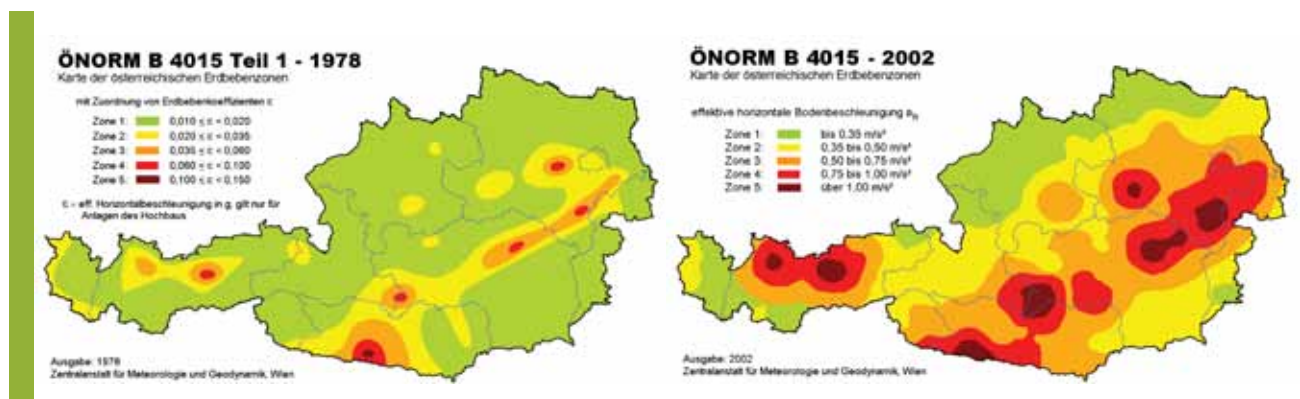 ÖNORM B 4015 Teil 1 - 1978
Karte der österreichischen Erdbebenzonen
mit Zuordnung von Erdbebenkoeffizienten ε
Zone 1: 0,010 ≤ ε < 0,020
Zone 2: 0,020 ≤ ε < 0,035
Zone 3: 0,035 ≤ ε < 0,060
Zone 4: 0,060 ≤ ε < 0,100
Zone 5: 0,100 ≤ ε < 0,150
ε = eff. Horizontalbeschleunigung in g, gilt nur für
Anlagen des Hochbaus
Ausgabe: 1978
Zentralanstalt für Meteorologie und Geodynamik, Wien
ÖNORM B 4015 - 2002
Karte der österreichischen Erdbebenzonen
effektive horizontale Bodenbeschleunigung
Zone 1: bis 0,35 m/s²
Zone 2: 0,35 bis 0,50 m/s²
Zone 3: 0,50 bis 0,75 m/s²
Zone 4: 0,75 bis 1,00 m/s²
Zone 5: über 1,00 m/s²
Ausgabe: 2002
Zentralanstalt für Meteorologie und Geodynamik, Wien